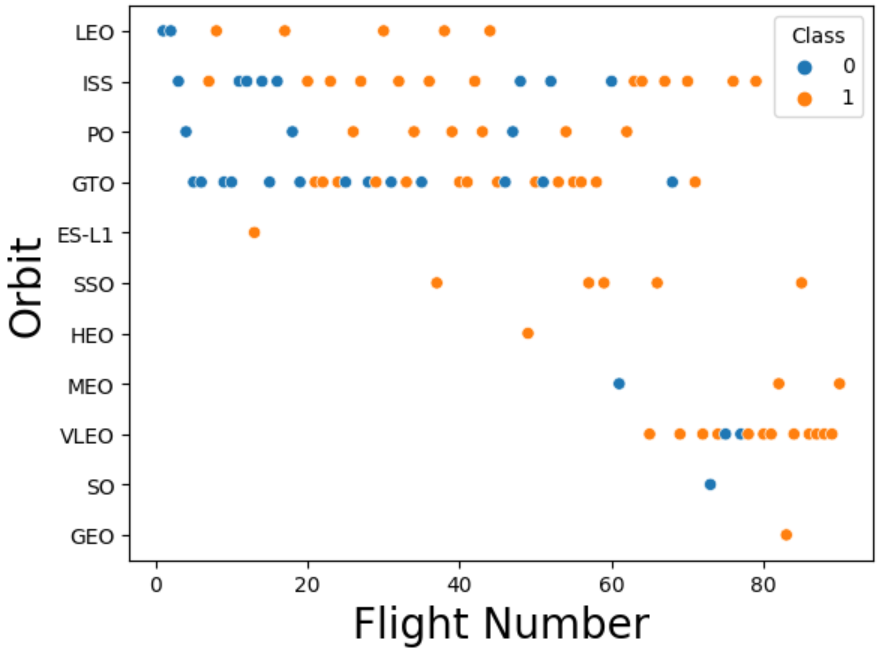 LEO
ISS
PO
GTO
ES-L1
SSO
HEO
MEO
VLEO
SO
GEO
Orbit
0
20
40
60
80
Flight Number
Class
0
1